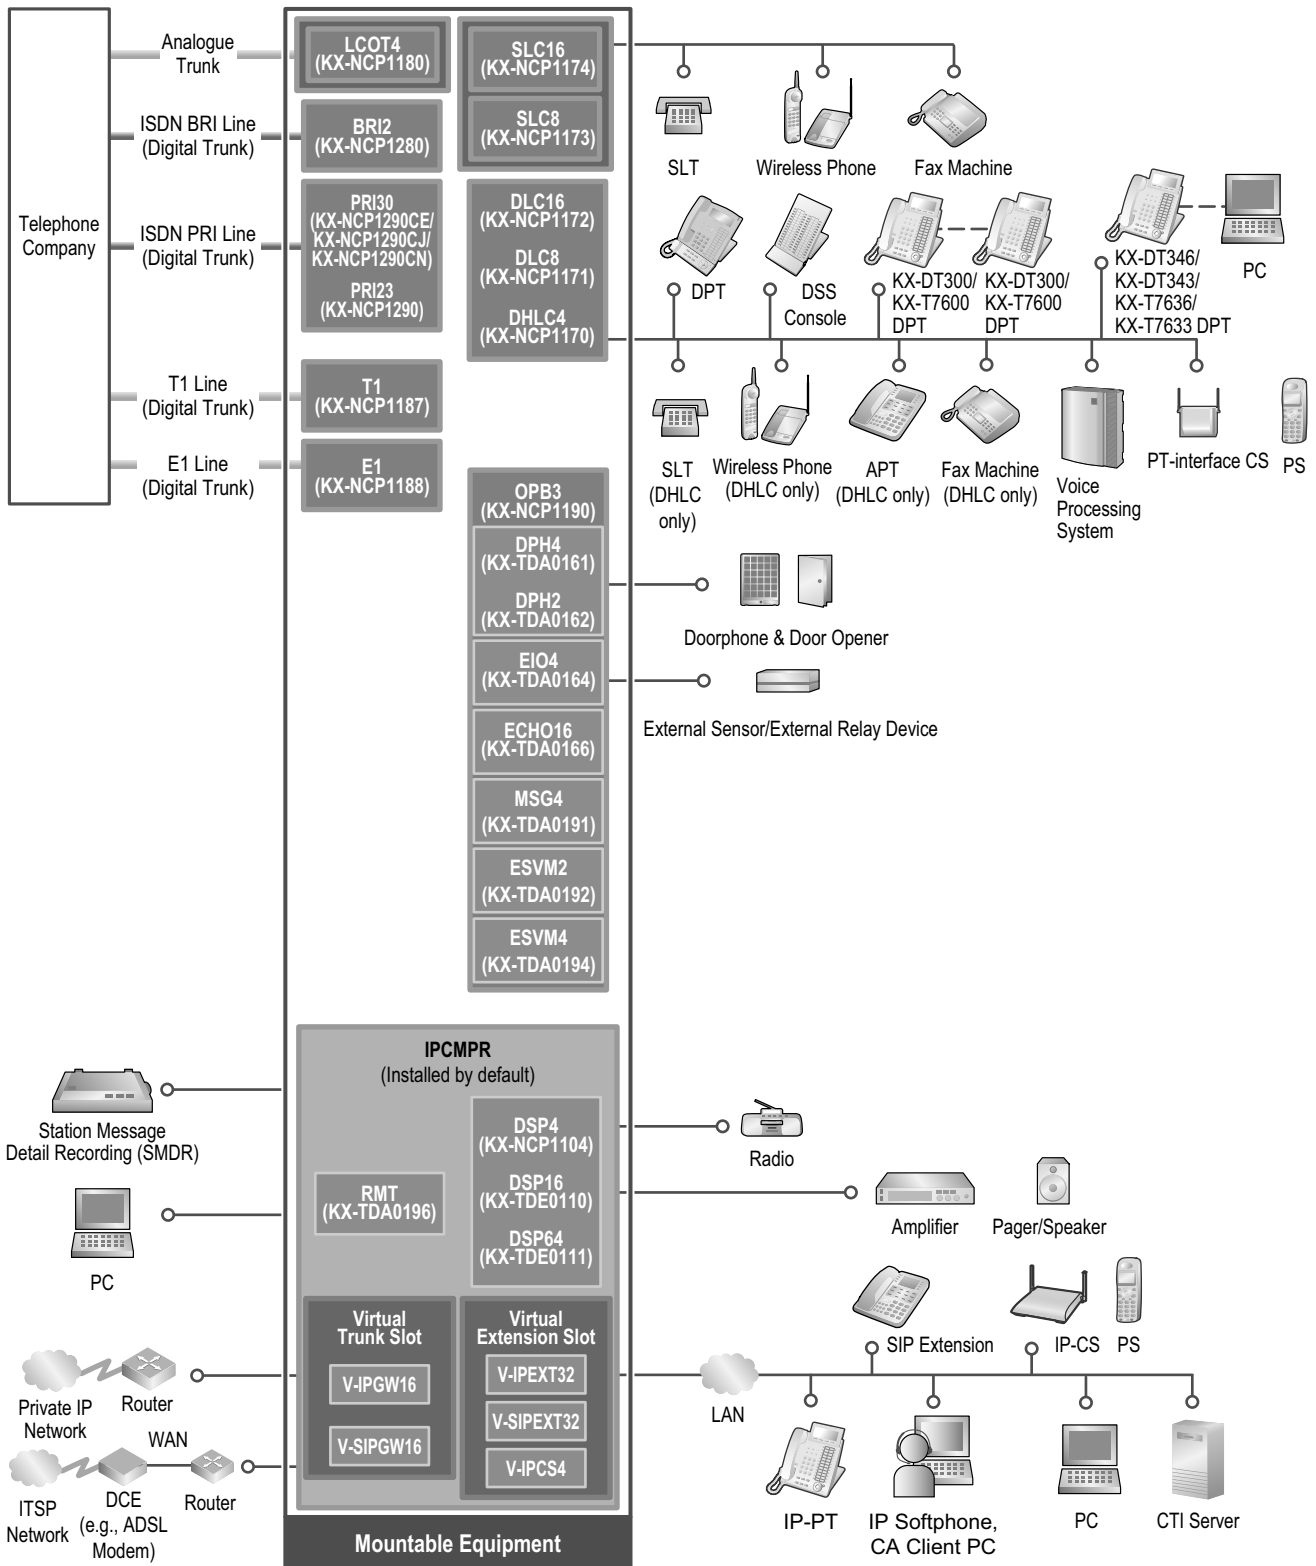 Telephone
Company
Analogue
Trunk
ISDN BRI Line
(Digital Trunk)
ISDN PRI Line
(Digital Trunk)
T1 Line
(Digital Trunk)
E1 Line
(Digital Trunk)
LCOT4
(KX-NCP1180)
BRI2
(KX-NCP1280)
PRI30
(KX-NCP1290CE/
KX-NCP1290CJ/
KX-NCP1290CN)
PRI23
(KX-NCP1290)
T1
(KX-NCP1187)
E1
(KX-NCP1188)
SLC16
(KX-NCP1174)
SLC8
(KX-NCP1173)
DLC16
(KX-NCP1172)
DLC8
(KX-NCP1171)
DHLC4
(KX-NCP1170)
OPB3
(KX-NCP1190)
DPH4
(KX-TDA0161)
DPH2
(KX-TDA0162)
EIO4
(KX-TDA0164)
ECHO16
(KX-TDA0166)
MSG4
(KX-TDA0191)
ESVM2
(KX-TDA0192)
ESVM4
(KX-TDA0194)
SLT
Wireless Phone
Fax Machine
DPT
DSS
Console
KX-DT300/
KX-T7600
DPT
KX-DT300/
KX-T7600
DPT
KX-DT346/
KX-DT343/
KX-T7636/
KX-T7633 DPT
PC
SLT
(DHLC
only)
Wireless Phone
(DHLC only)
APT
(DHLC only)
Fax Machine
(DHLC only)
Voice
Processing
System
PT-interface CS
PS
Doorphone & Door Opener
External Sensor/External Relay Device
IPCMPR
(Installed by default)
DSP4
(KX-NCP1104)
DSP16
(KX-TDE0110)
DSP64
(KX-TDE0111)
RMT
(KX-TDA0196)
Virtual
Trunk Slot
V-IPGW16
V-SIPGW16
Virtual
Extension Slot
V-IPEXT32
V-SIPEXT32
V-IPCS4
Mountable Equipment
Station Message
Detail Recording (SMDR)
PC
Private IP
Network
Router
WAN
ITSP
Network
DCE
(e.g., ADSL
Modem)
Router
Radio
Amplifier
Pager/Speaker
SIP Extension
IP-CS
PS
LAN
IP-PT
IP Softphone,
CA Client PC
PC
CTI Server